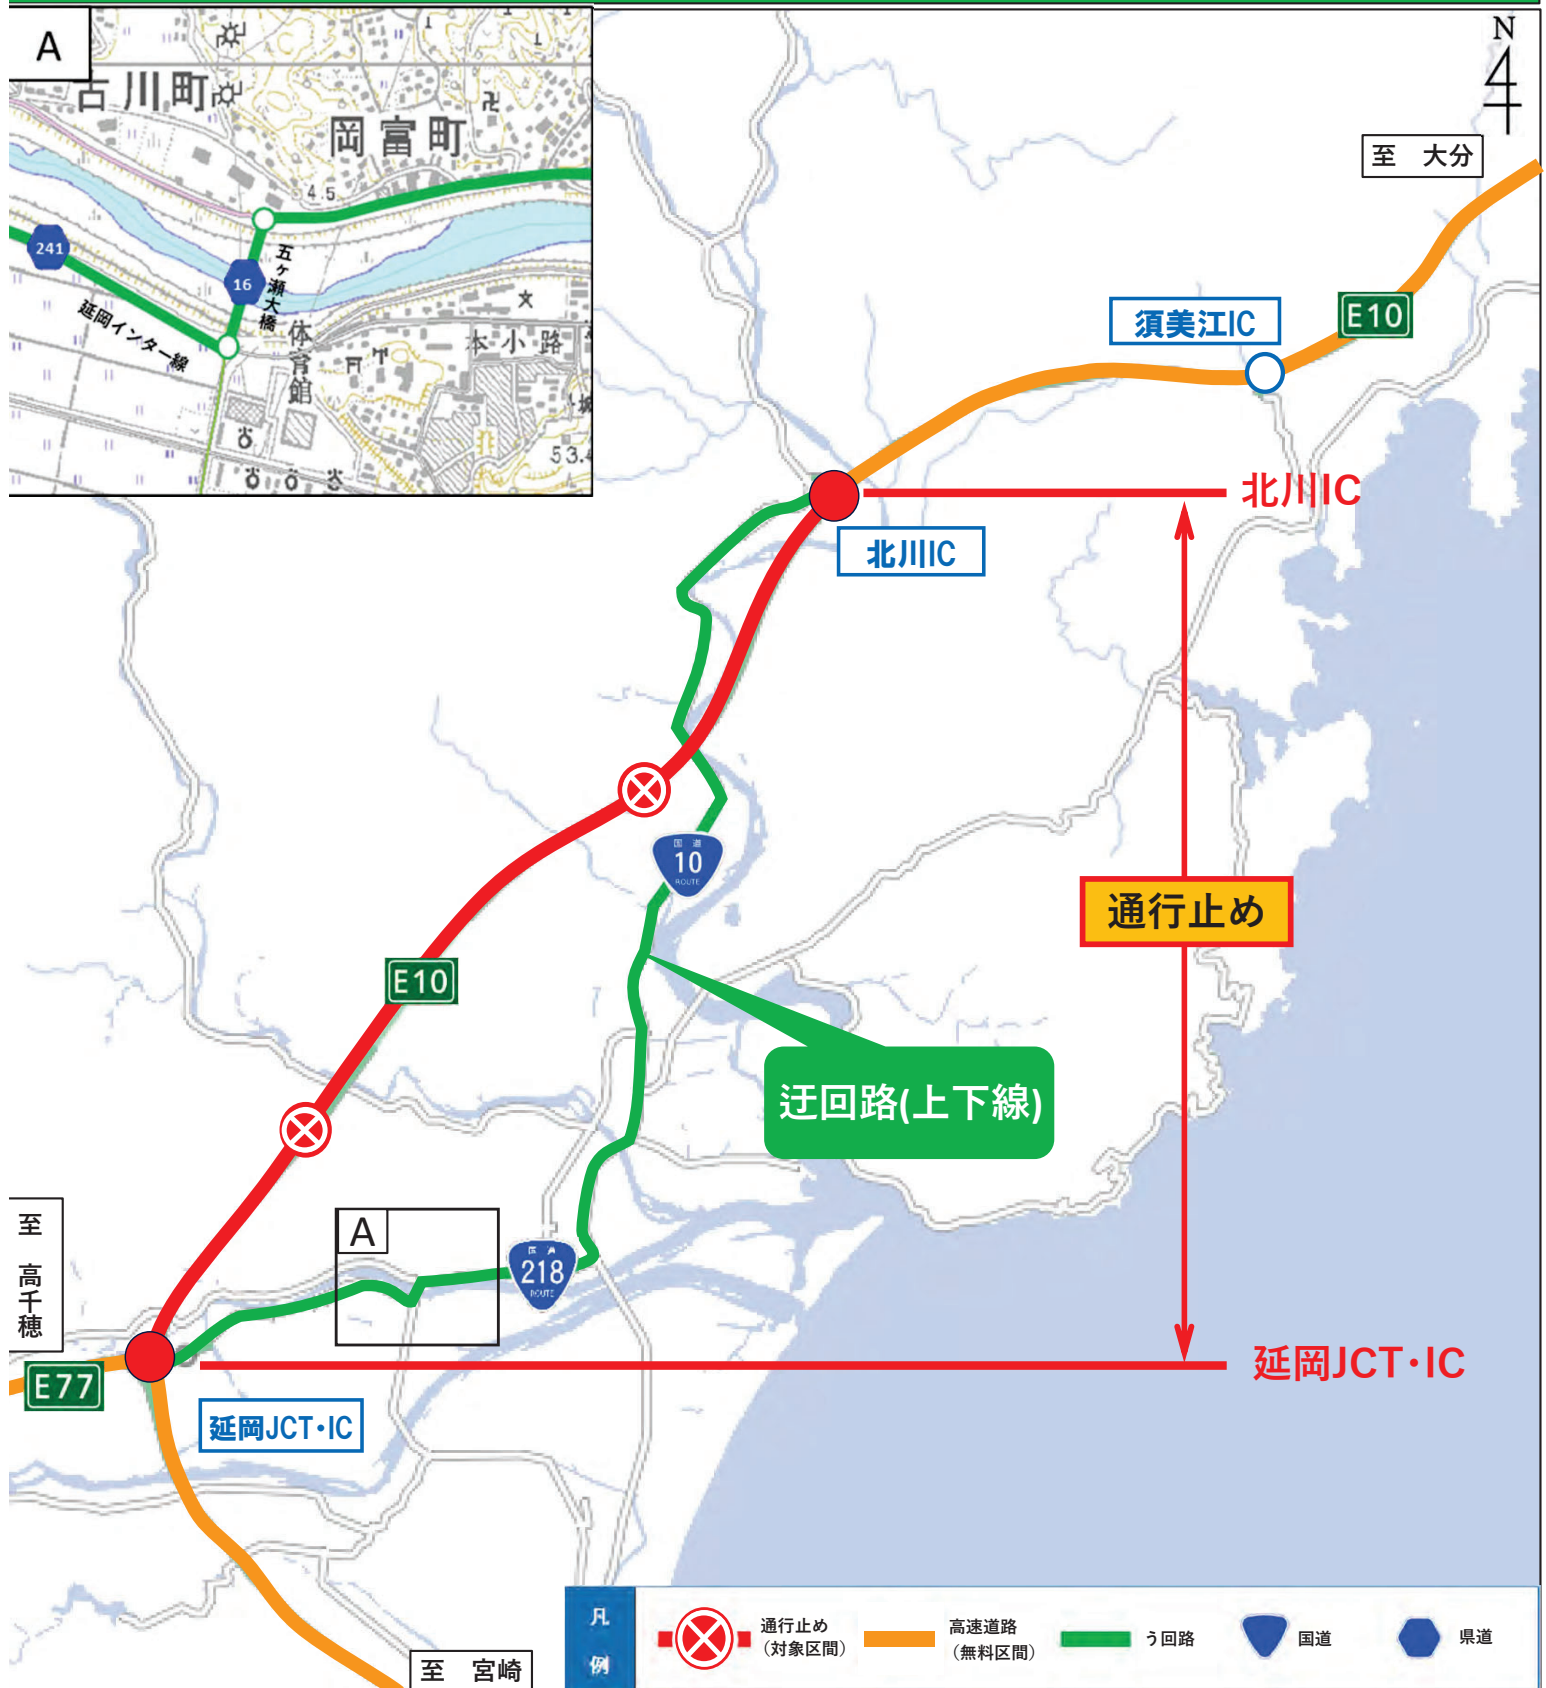 A
古川町
岡富町
4.5
241
16
五ヶ瀬大橋
延岡インター線
体育館
本小路
文
53.4
N
至 大分
E10
須美江IC
北川IC
北川IC
国道
10
ROUTE
通行止め
E10
迂回路(上下線)
至 高千穂
A
国道
218
ROUTE
E77
延岡JCT・IC
延岡JCT・IC
至 宮崎
凡例
通行止め
(対象区間)
高速道路
(無料区間)
う回路
国道
県道